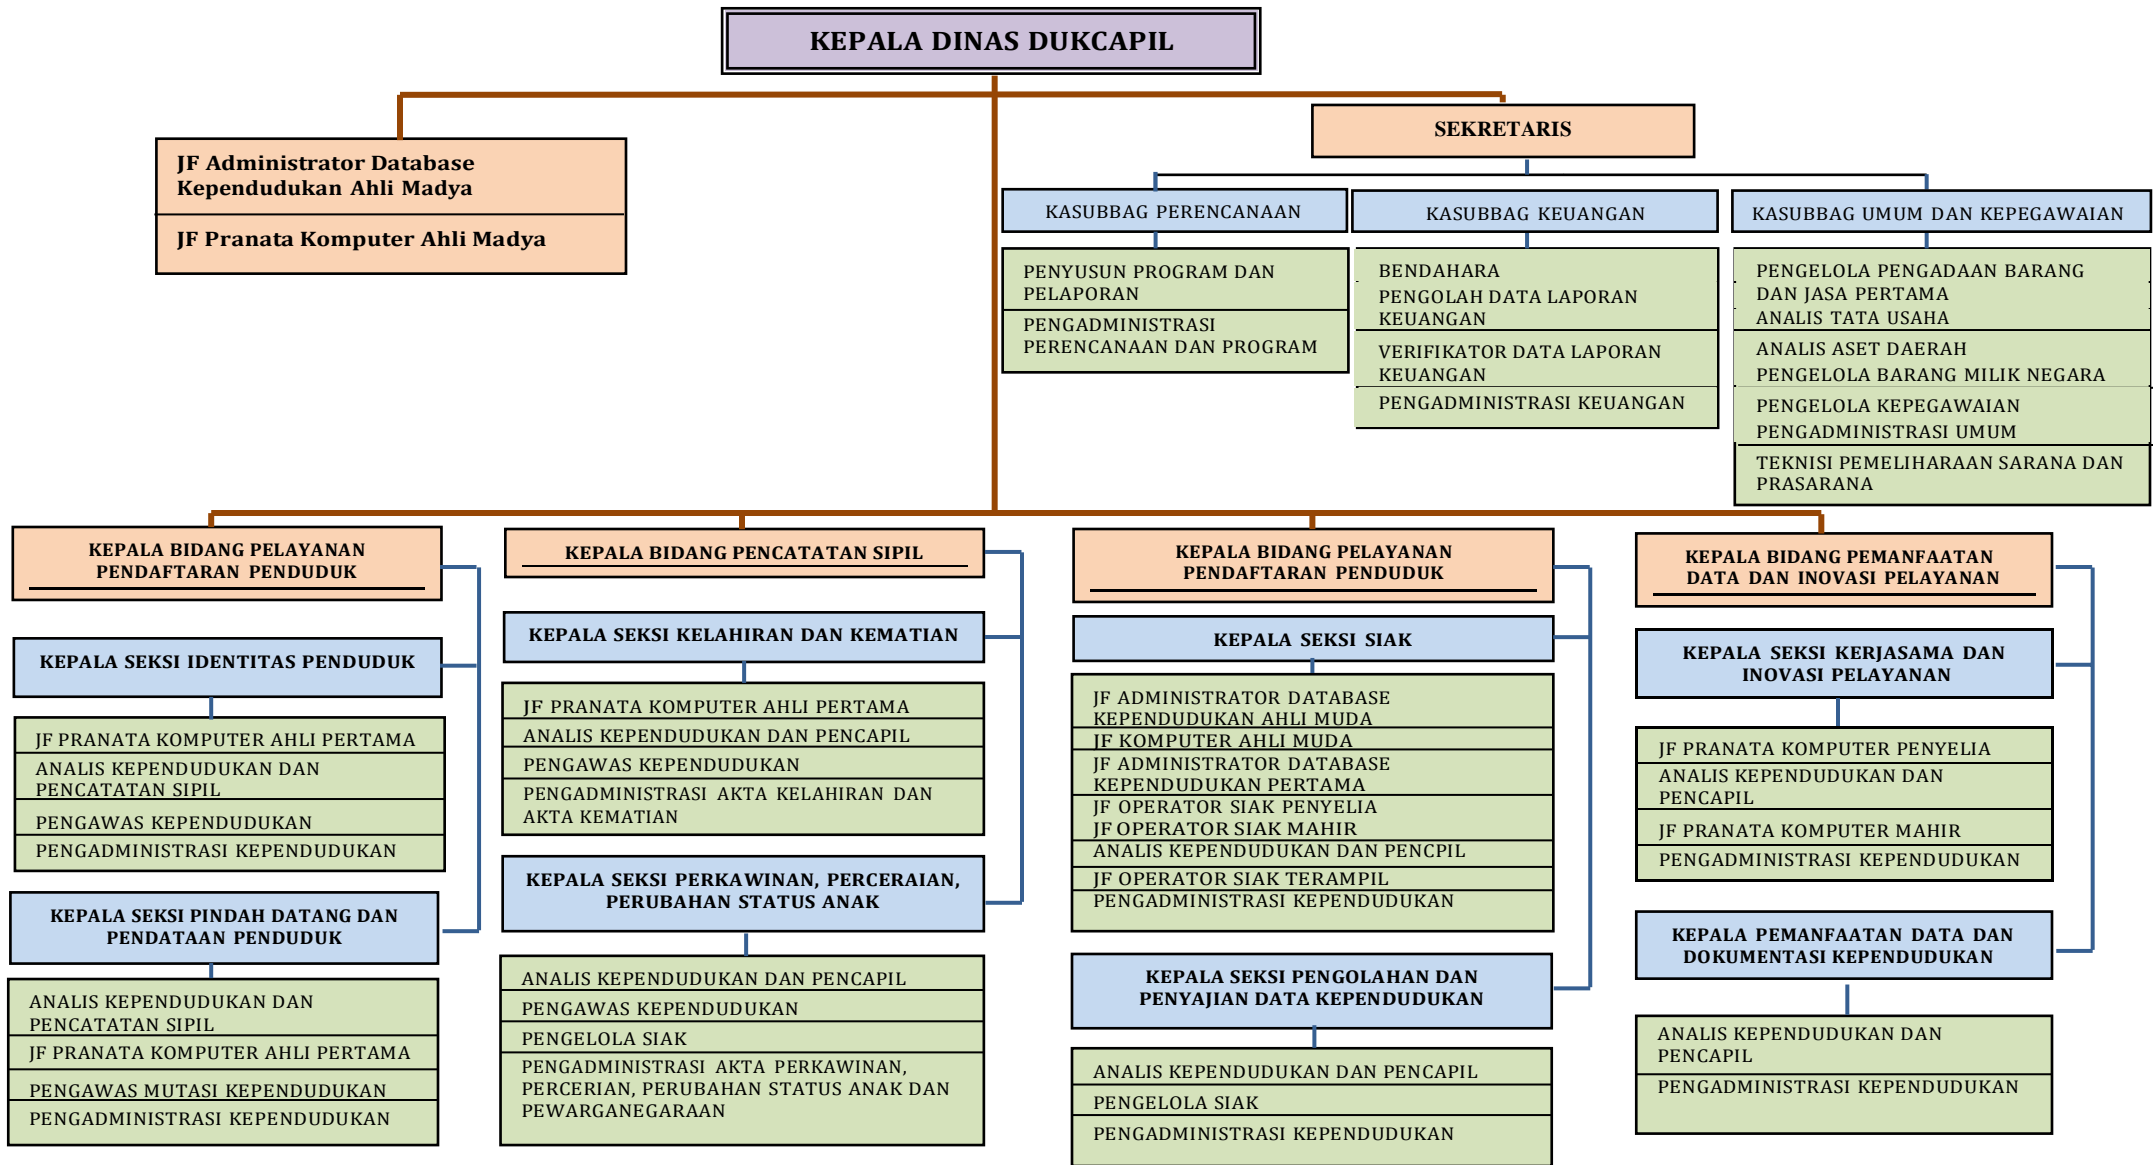 KEPALA DINAS DUKCAPIL
JF Administrator Database
Kependudukan Ahli Madya
JF Pranata Komputer Ahli Madya
SEKRETARIS
KASUBBAG PERENCANAAN
PENYUSUN PROGRAM DAN
PELAPORAN
PENGADMINISTRASI
PERENCANAAN DAN PROGRAM
KASUBBAG KEUANGAN
BENDAHARA
PENGOLAH DATA LAPORAN
KEUANGAN
VERIFIKATOR DATA LAPORAN
KEUANGAN
PENGADMINISTRASI KEUANGAN
KASUBBAG UMUM DAN KEPEGAWAIAN
PENGELOLA PENGADAAN BARANG
DAN JASA PERTAMA
ANALIS TATA USAHA
ANALIS ASET DAERAH
PENGELOLA BARANG MILIK NEGARA
PENGELOLA KEPEGAWAIAN
PENGADMINISTRASI UMUM
TEKNISI PEMELIHARAAN SARANA DAN
PRASARANA
KEPALA BIDANG PELAYANAN
PENDAFTARAN PENDUDUK
KEPALA SEKSI IDENTITAS PENDUDUK
JF PRANATA KOMPUTER AHLI PERTAMA
ANALIS KEPENDUDUKAN DAN
PENCATATAN SIPIL
PENGAWAS KEPENDUDUKAN
PENGADMINISTRASI KEPENDUDUKAN
KEPALA SEKSI PINDAH DATANG DAN
PENDATAAN PENDUDUK
ANALIS KEPENDUDUKAN DAN
PENCATATAN SIPIL
JF PRANATA KOMPUTER AHLI PERTAMA
PENGAWAS MUTASI KEPENDUDUKAN
PENGADMINISTRASI KEPENDUDUKAN
KEPALA BIDANG PENCATATAN SIPIL
KEPALA SEKSI KELAHIRAN DAN KEMATIAN
JF PRANATA KOMPUTER AHLI PERTAMA
ANALIS KEPENDUDUKAN DAN PENCAPIL
PENGAWAS KEPENDUDUKAN
PENGADMINISTRASI AKTA KELAHIRAN DAN
AKTA KEMATIAN
KEPALA SEKSI PERKAWINAN, PERCERAIAN,
PERUBAHAN STATUS ANAK
ANALIS KEPENDUDUKAN DAN PENCAPIL
PENGAWAS KEPENDUDUKAN
PENGELOLA SIAK
PENGADMINISTRASI AKTA PERKAWINAN,
PERCERIAN, PERUBAHAN STATUS ANAK DAN
PEWARGANEGARAAN
KEPALA BIDANG PELAYANAN
PENDAFTARAN PENDUDUK
KEPALA SEKSI SIAK
JF ADMINISTRATOR DATABASE
KEPENDUDUKAN AHLI MUDA
JF KOMPUTER AHLI MUDA
JF ADMINISTRATOR DATABASE
KEPENDUDUKAN PERTAMA
JF OPERATOR SIAK PENYELIA
JF OPERATOR SIAK MAHIR
ANALIS KEPENDUDUKAN DAN PENCPIL
JF OPERATOR SIAK TERAMPIL
PENGADMINISTRASI KEPENDUDUKAN
KEPALA SEKSI PENGOLAHAN DAN
PENYAJIAN DATA KEPENDUDUKAN
ANALIS KEPENDUDUKAN DAN PENCAPIL
PENGELOLA SIAK
PENGADMINISTRASI KEPENDUDUKAN
KEPALA BIDANG PEMANFAATAN
DATA DAN INOVASI PELAYANAN
KEPALA SEKSI KERJASAMA DAN
INOVASI PELAYANAN
JF PRANATA KOMPUTER PENYELIA
ANALIS KEPENDUDUKAN DAN
PENCAPIL
JF PRANATA KOMPUTER MAHIR
PENGADMINISTRASI KEPENDUDUKAN
KEPALA PEMANFAATAN DATA DAN
DOKUMENTASI KEPENDUDUKAN
ANALIS KEPENDUDUKAN DAN
PENCAPIL
PENGADMINISTRASI KEPENDUDUKAN